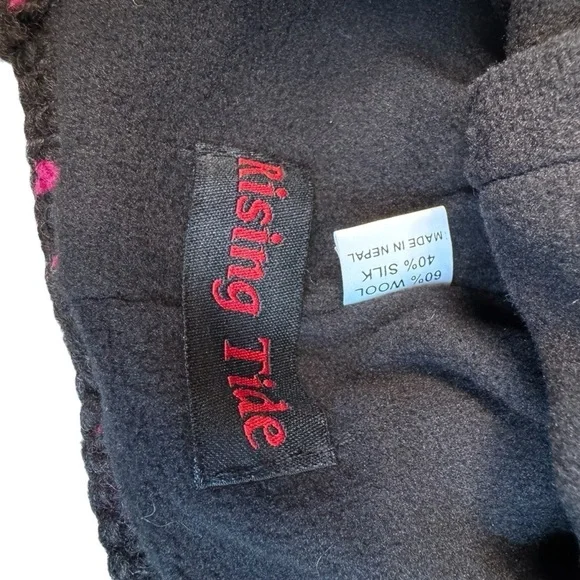 Rising Tide
60% WOOL
40% SILK
MADE IN NEPAL